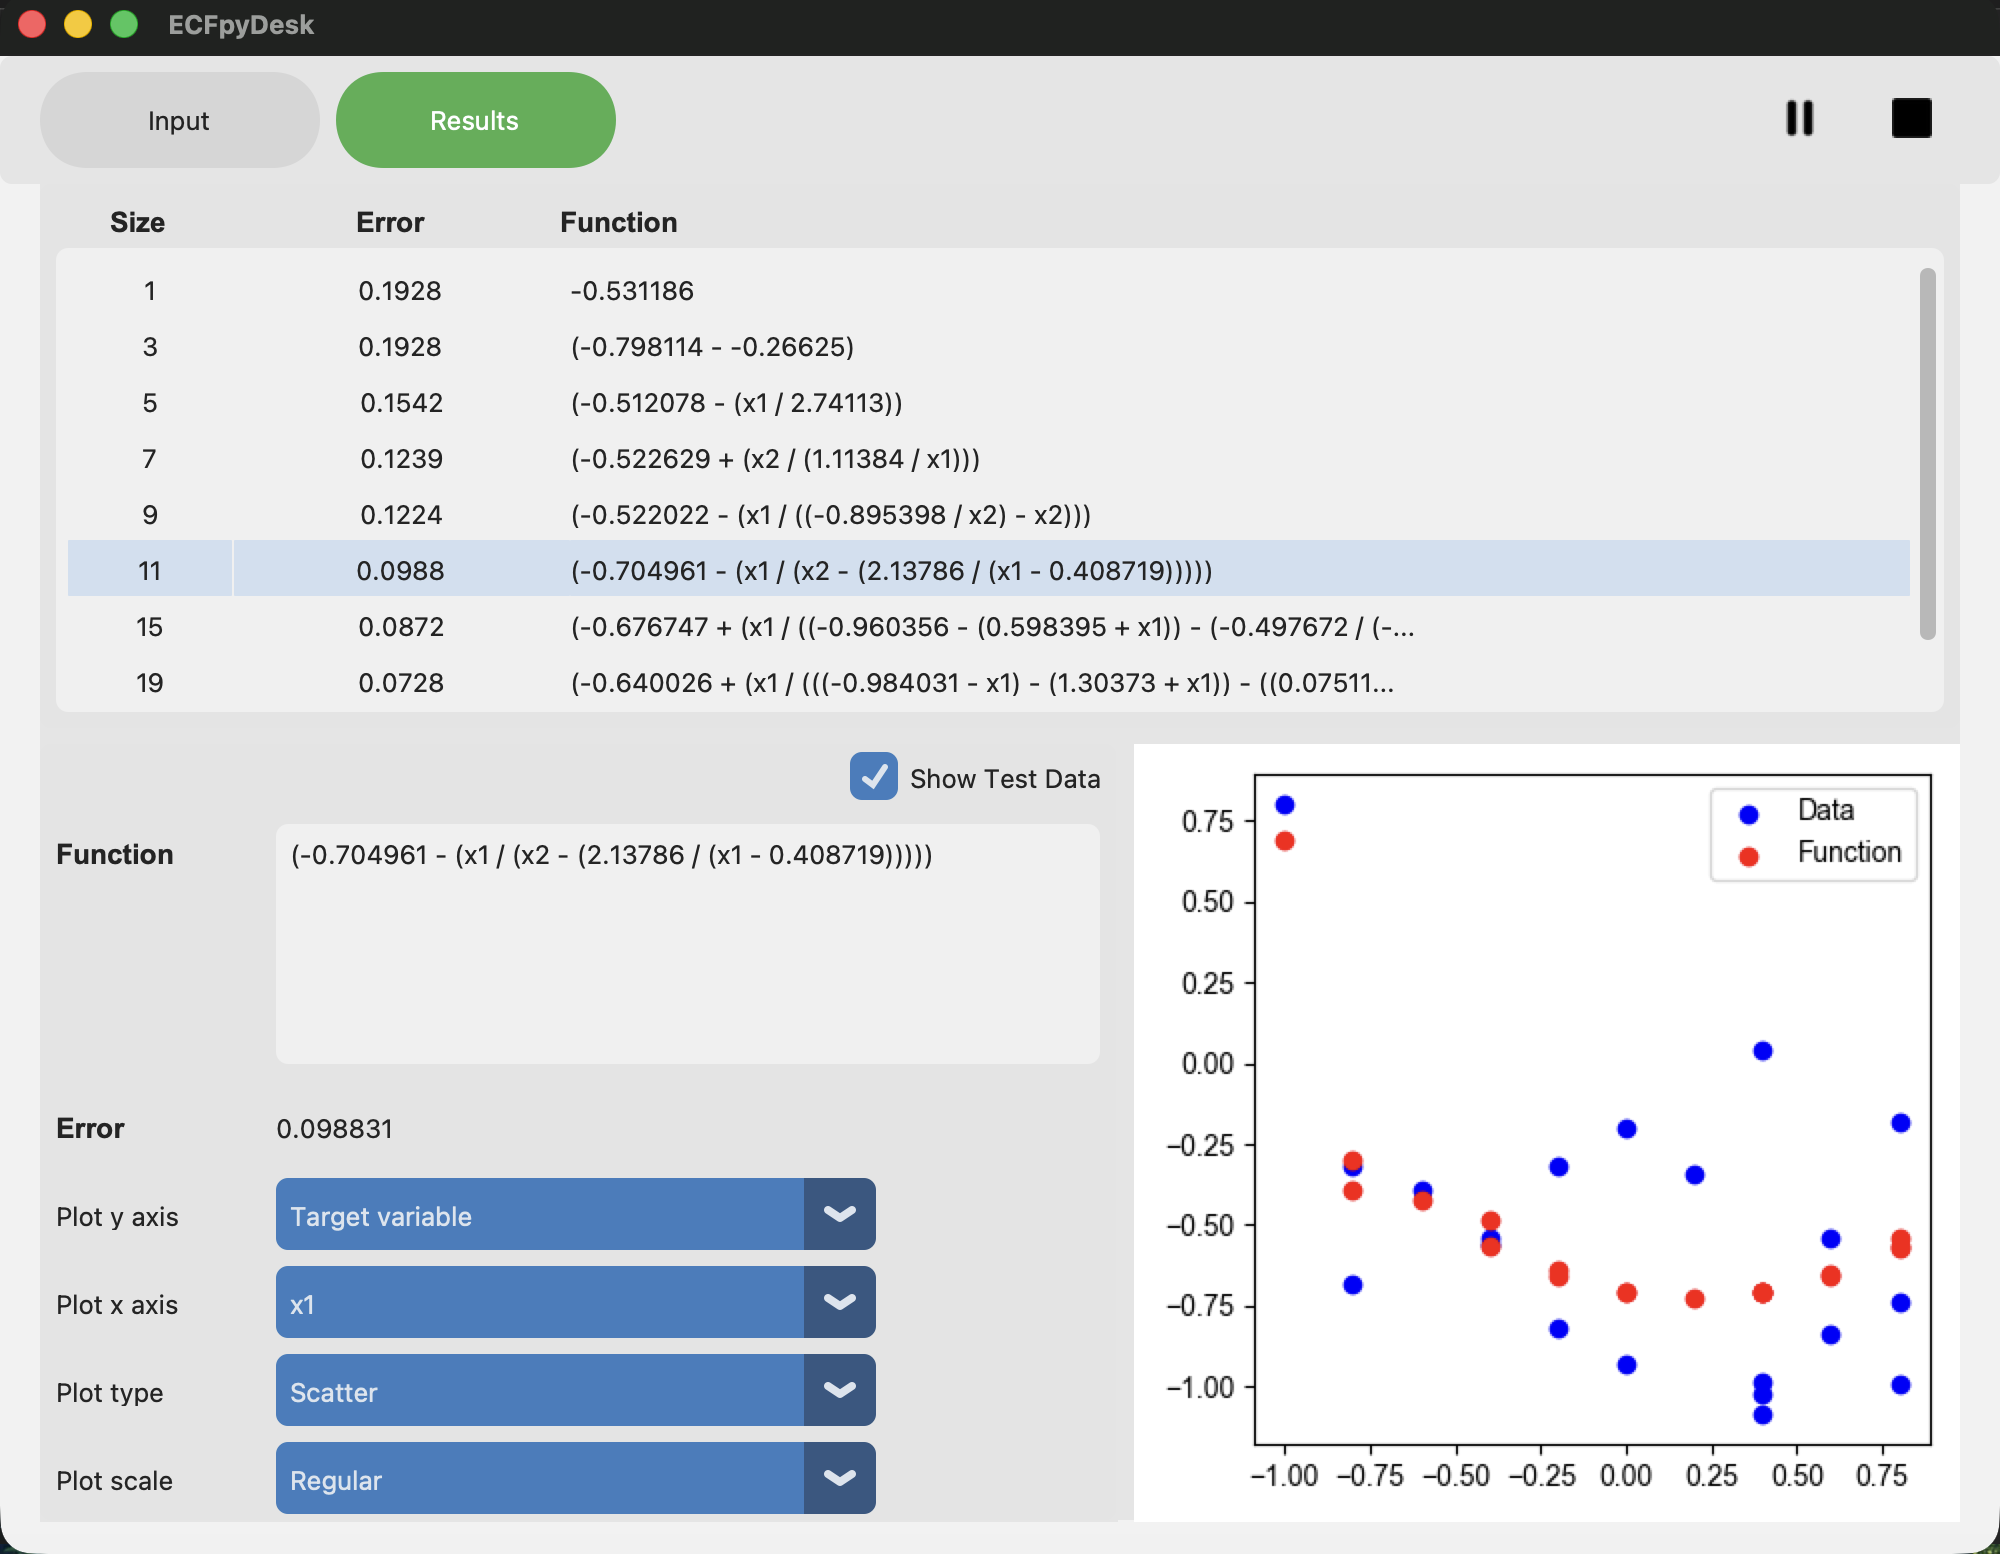 ECFpyDesk
Input
Results
Size Error Function
1 0.1928 -0.531186
3 0.1928 (-0.798114 - -0.26625)
5 0.1542 (-0.512078 - (x1 / 2.74113))
7 0.1239 (-0.522629 + (x2 / (1.11384 / x1)))
9 0.1224 (-0.522022 - (x1 / ((-0.895398 / x2) - x2)))
11 0.0988 (-0.704961 - (x1 / (x2 - (2.13786 / (x1 - 0.408719)))))
15 0.0872 (-0.676747 + (x1 / ((-0.960356 - (0.598395 + x1)) - (-0.497672 / (-...
19 0.0728 (-0.640026 + (x1 / (((-0.984031 - x1) - (1.30373 + x1)) - ((0.07511...
Show Test Data
Function (-0.704961 - (x1 / (x2 - (2.13786 / (x1 - 0.408719)))))
Error 0.098831
Plot y axis Target variable
Plot x axis x1
Plot type Scatter
Plot scale Regular
Data
Function
0.75
0.50
0.25
0.00
−0.25
−0.50
−0.75
−1.00
−1.00 −0.75 −0.50 −0.25 0.00 0.25 0.50 0.75